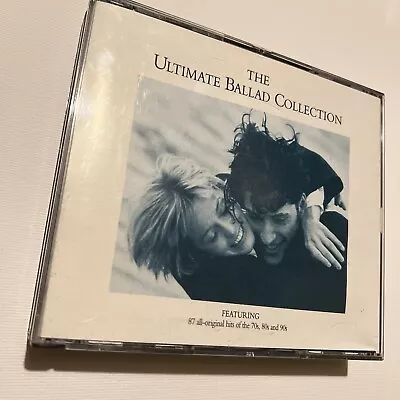 THE
ULTIMATE BALLAD COLLECTION
FEATURING
87 all-original hits of the 70s, 80s and 90s